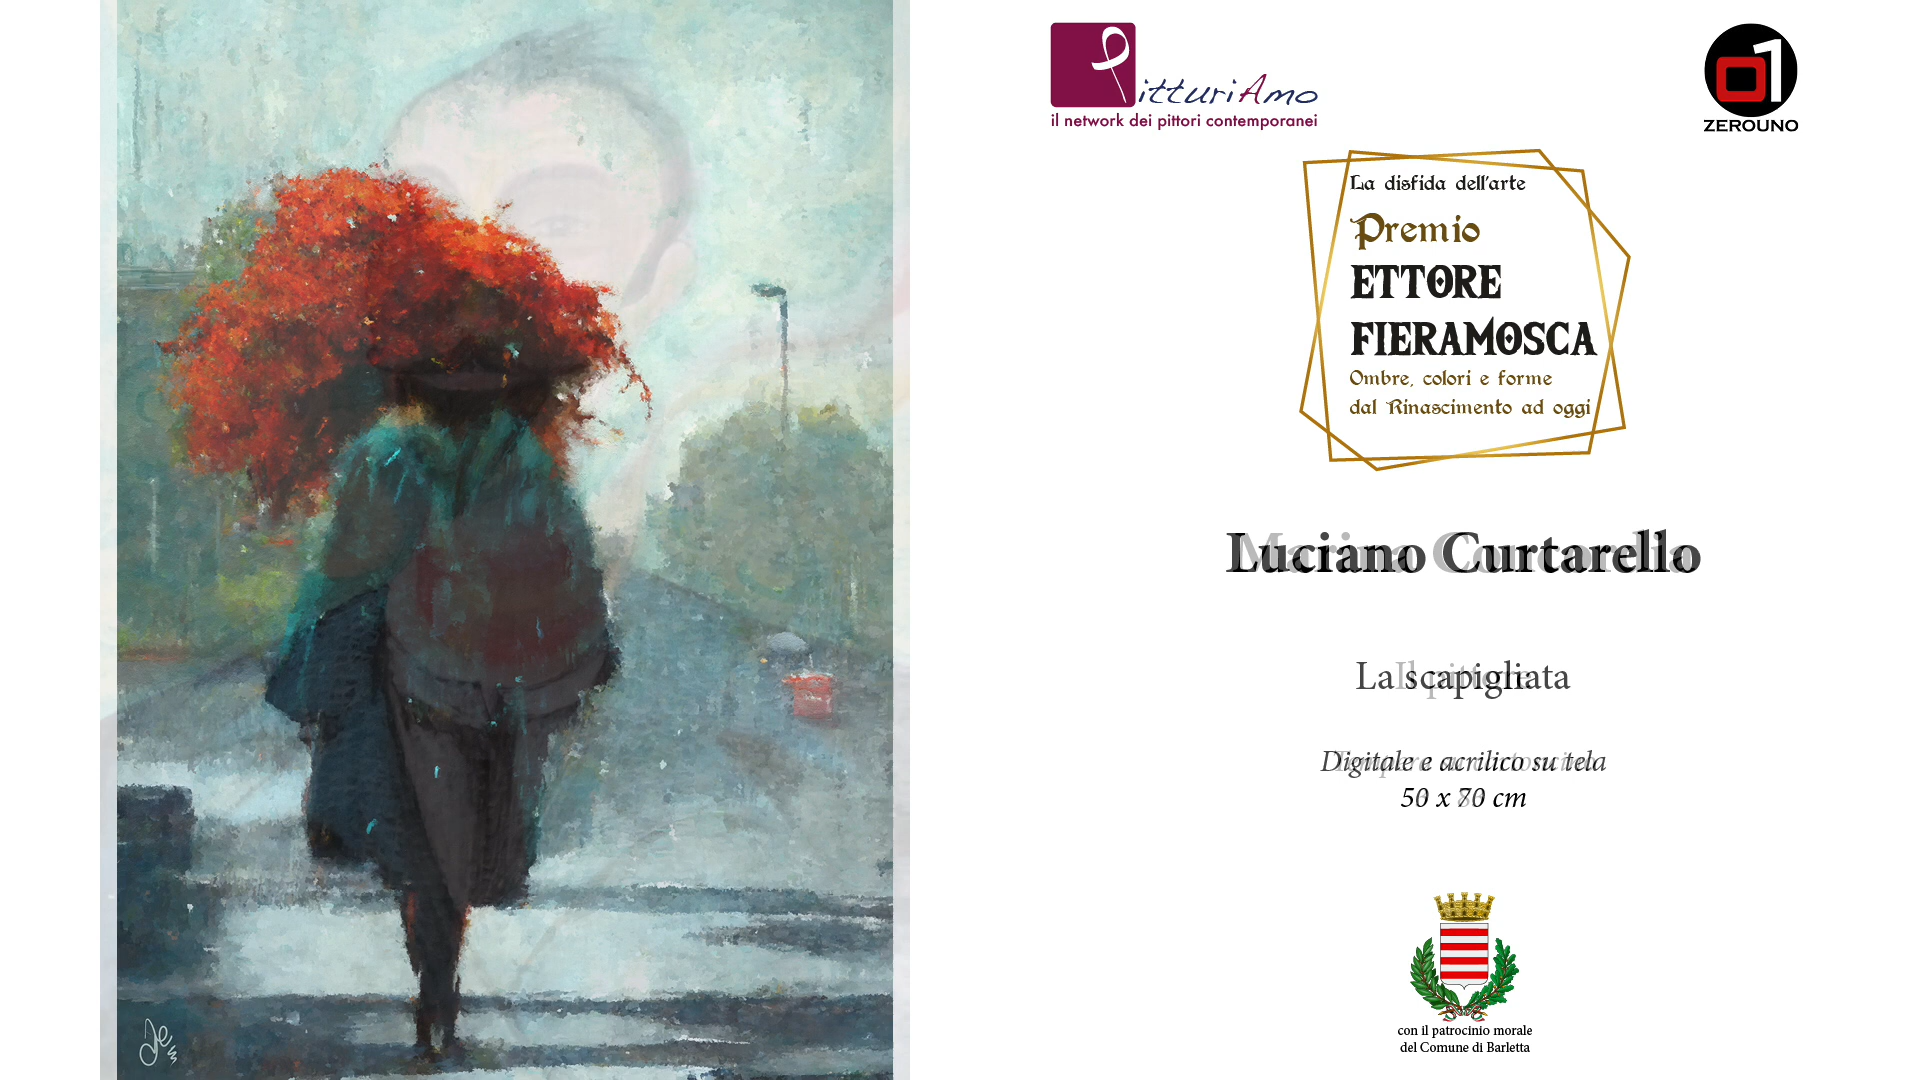 PitturiAmo
il network dei pittori contemporanei
01
ZEROUNO
La disfida dell'arte
Premio
ETTORE
FIERAMOSCA
Ombre, colori e forme
dal Rinascimento ad oggi
Luciano Curtarello
La scapigliata
Digitale e acrilico su tela
50 x 70 cm
con il patrocinio morale
del Comune di Barletta